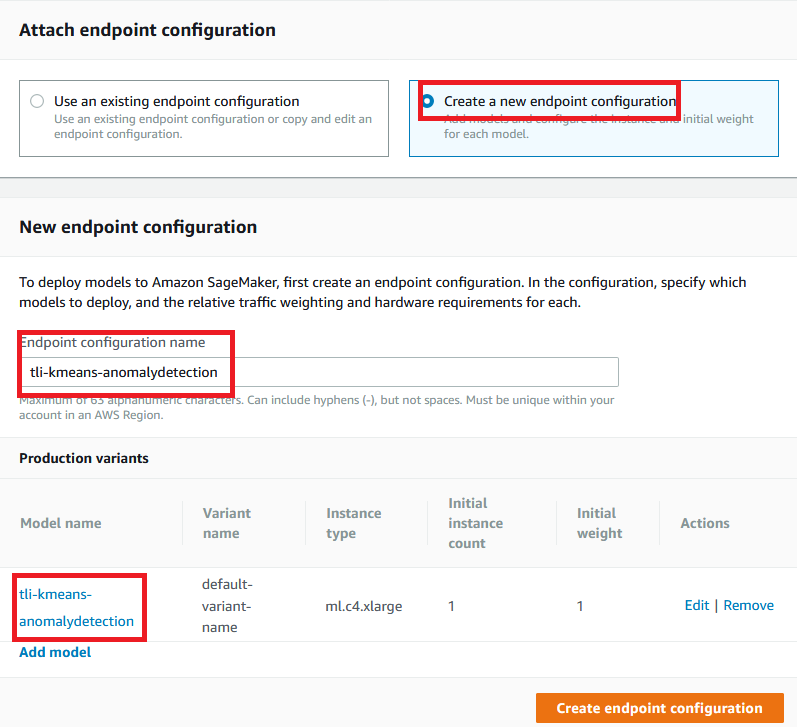 Attach endpoint configuration
Use an existing endpoint configuration
Use an existing endpoint configuration or copy and edit an
endpoint configuration.
Create a new endpoint configuration
Add models and configure the instance and initial weight
for each model.
New endpoint configuration
To deploy models to Amazon SageMaker, first create an endpoint configuration. In the configuration, specify which
models to deploy, and the relative traffic weighting and hardware requirements for each.
Endpoint configuration name
tli-kmeans-anomalydetection
Maximum of 63 alphanumeric characters. Can include hyphens (-), but not spaces. Must be unique within your
account in an AWS Region.
Production variants
Model name
Variant
name
Instance
type
Initial
instance
count
Initial
weight
Actions
tli-kmeans-
anomalydetection
default-
variant-
name
ml.c4.xlarge
1
1
Edit | Remove
Add model
Create endpoint configuration